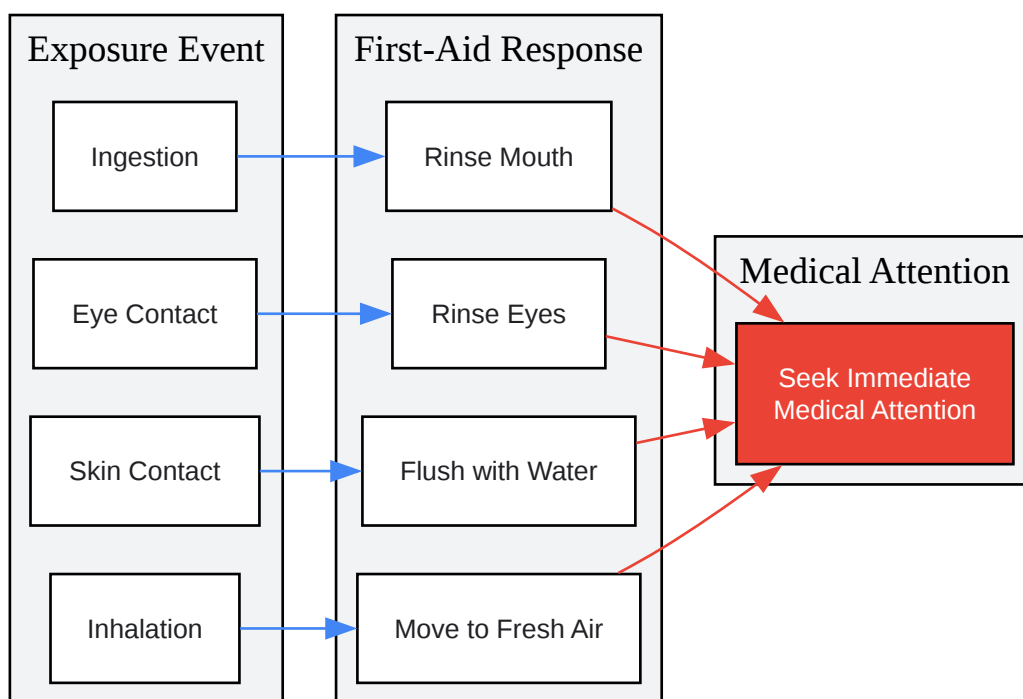 Exposure Event
Ingestion
Eye Contact
Skin Contact
Inhalation
First-Aid Response
Rinse Mouth
Rinse Eyes
Flush with Water
Move to Fresh Air
Medical Attention
Seek Immediate
Medical Attention